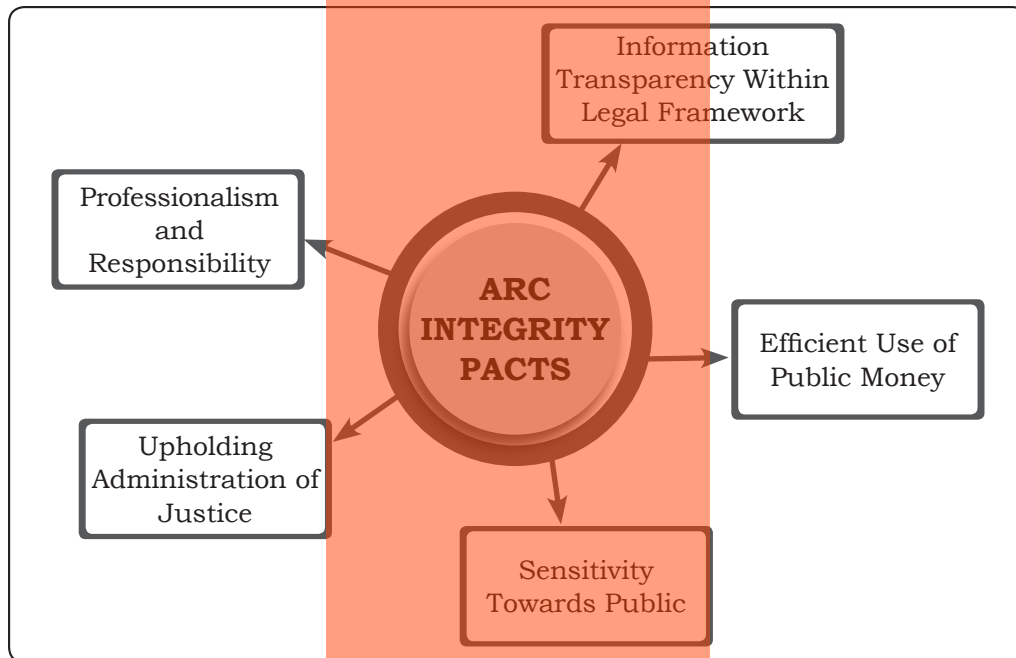 Information
Transparency Within
Legal Framework
Professionalism
and
Responsibility
ARC
INTEGRITY
PACTS
Efficient Use of
Public Money
Upholding
Administration of
Justice
Sensitivity
Towards Public